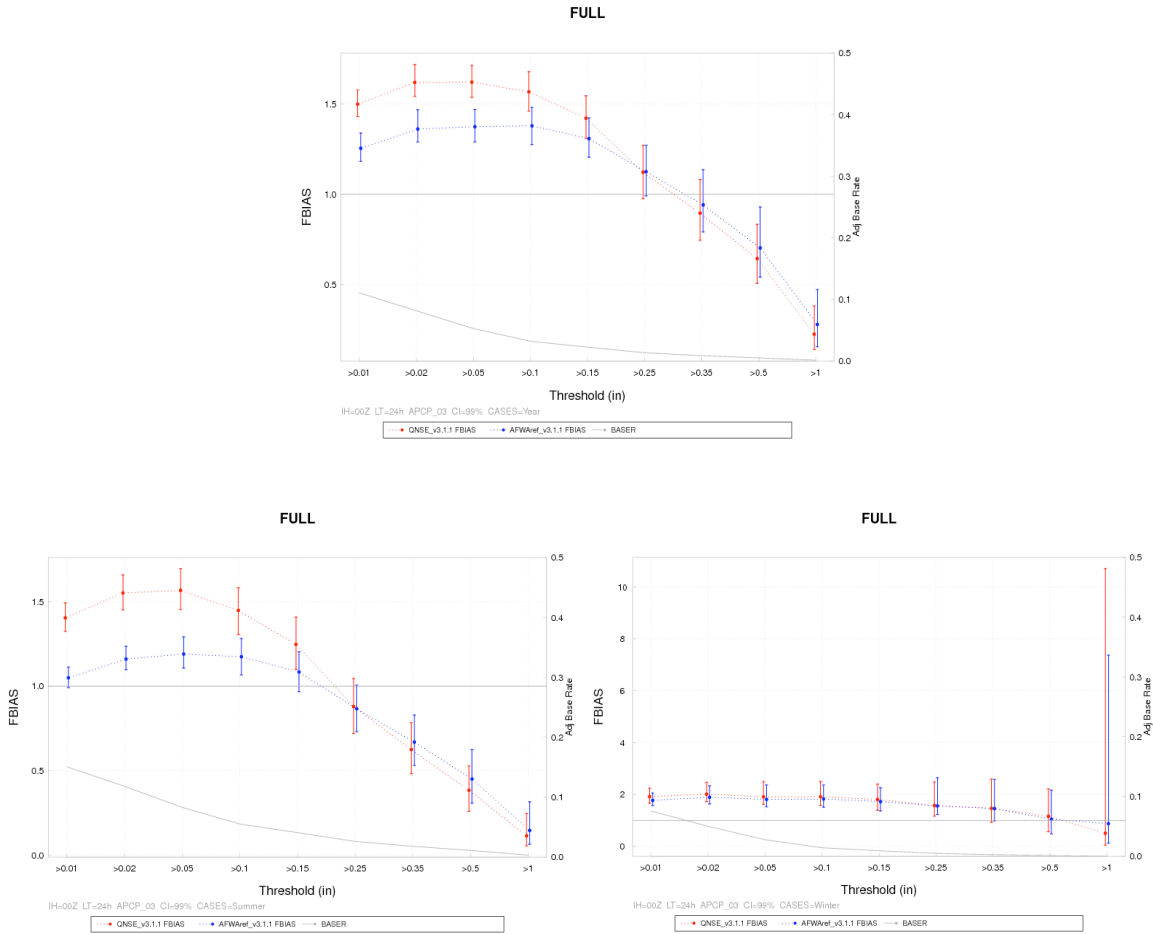 FULL
0.5
1.5
0.4
0.3
FBIAS
1.0
Adj Base Rate
0.2
0.5
0.1
0.0
>0.01 >0.02 >0.05 >0.1 >0.15 >0.25 >0.35 >0.5 >1
Threshold (in)
IH=00Z LT=24h APCP_03 CI=99% CASES=Year
QNSE_v3.1.1 FBIAS AFWAref_v3.1.1 FBIAS BASER
FULL
0.5
1.5
0.4
0.3
FBIAS
1.0
Adj Base Rate
0.2
0.5
0.1
0.0
0.0
>0.01 >0.02 >0.05 >0.1 >0.15 >0.25 >0.35 >0.5 >1
Threshold (in)
IH=00Z LT=24h APCP_03 CI=99% CASES=Summer
QNSE_v3.1.1 FBIAS AFWAref_v3.1.1 FBIAS BASER
FULL
0.5
10
0.4
8
0.3
6
FBIAS
Adj Base Rate
0.2
4
2
0.1
0
0.0
>0.01 >0.02 >0.05 >0.1 >0.15 >0.25 >0.35 >0.5 >1
Threshold (in)
IH=00Z LT=24h APCP_03 CI=99% CASES=Winter
QNSE_v3.1.1 FBIAS AFWAref_v3.1.1 FBIAS BASER